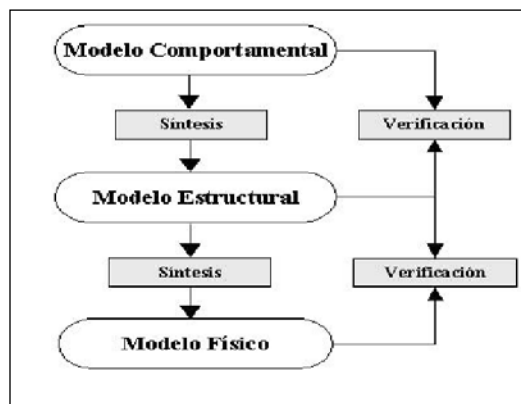 Modelo Comportamental
Síntesis
Verificación
Modelo Estructural
Síntesis
Verificación
Modelo Físico